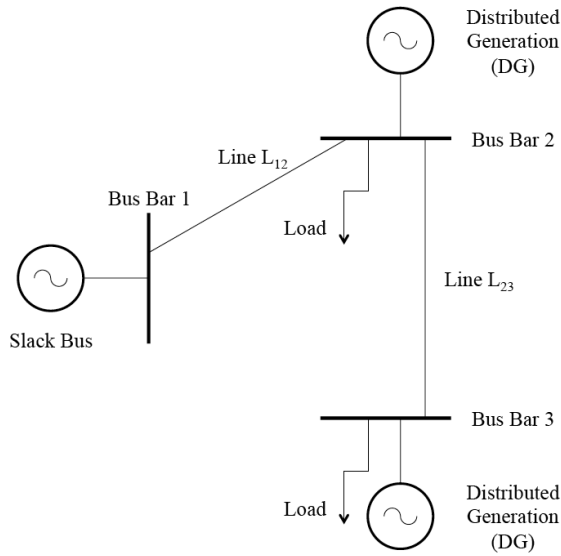 Distributed
Generation
(DG)
Bus Bar 2
Line L₁₂
Bus Bar 1
Load
Line L₂₃
Slack Bus
Bus Bar 3
Load
Distributed
Generation
(DG)